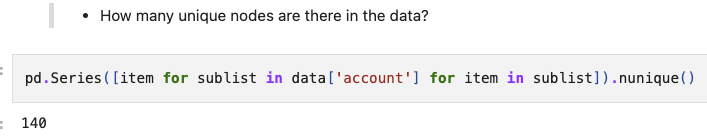 • How many unique nodes are there in the data?
pd.Series([item for sublist in data['account'] for item in sublist]).nunique()
140